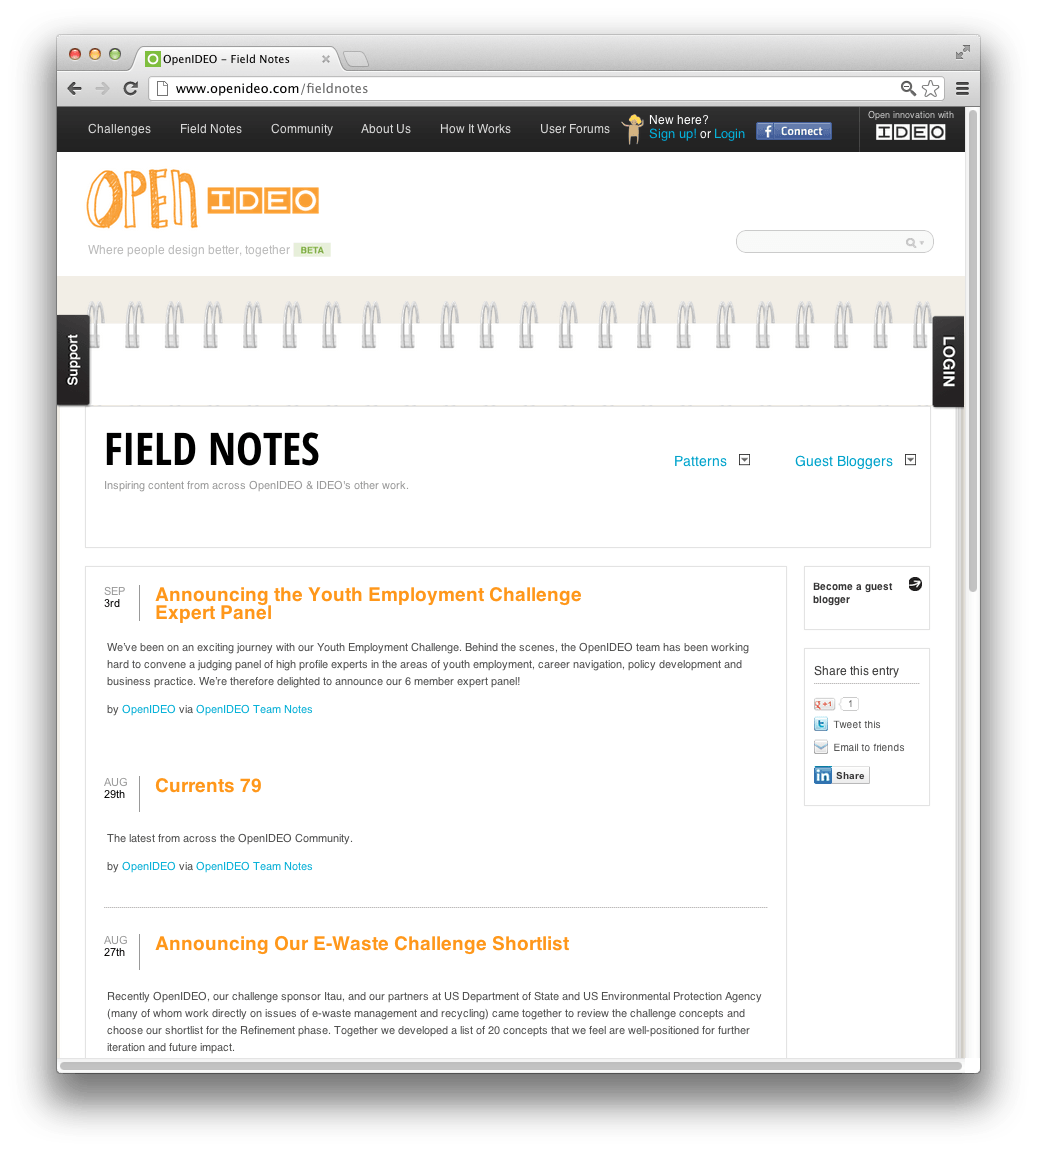 OpenIDEO – Field Notes
www.openideo.com/fieldnotes
Challenges Field Notes Community About Us How It Works User Forums
New here?
Sign up! or Login
f Connect
Open innovation with
IDEO
OPEN IDEO
Where people design better, together BETA
Support
LOGIN
FIELD NOTES
Patterns Guest Bloggers
Inspiring content from across OpenIDEO & IDEO's other work.
SEP
3rd
Announcing the Youth Employment Challenge
Expert Panel
We've been on an exciting journey with our Youth Employment Challenge. Behind the scenes, the OpenIDEO team has been working
hard to convene a judging panel of high profile experts in the areas of youth employment, career navigation, policy development and
business practice. We're therefore delighted to announce our 6 member expert panel!
by OpenIDEO via OpenIDEO Team Notes
AUG
29th
Currents 79
The latest from across the OpenIDEO Community.
by OpenIDEO via OpenIDEO Team Notes
AUG
27th
Announcing Our E-Waste Challenge Shortlist
Recently OpenIDEO, our challenge sponsor Itau, and our partners at US Department of State and US Environmental Protection Agency
(many of whom work directly on issues of e-waste management and recycling) came together to review the challenge concepts and
choose our shortlist for the Refinement phase. Together we developed a list of 20 concepts that we feel are well-positioned for further
iteration and future impact.
Become a guest
blogger
Share this entry
g +1 1
t Tweet this
Email to friends
in Share